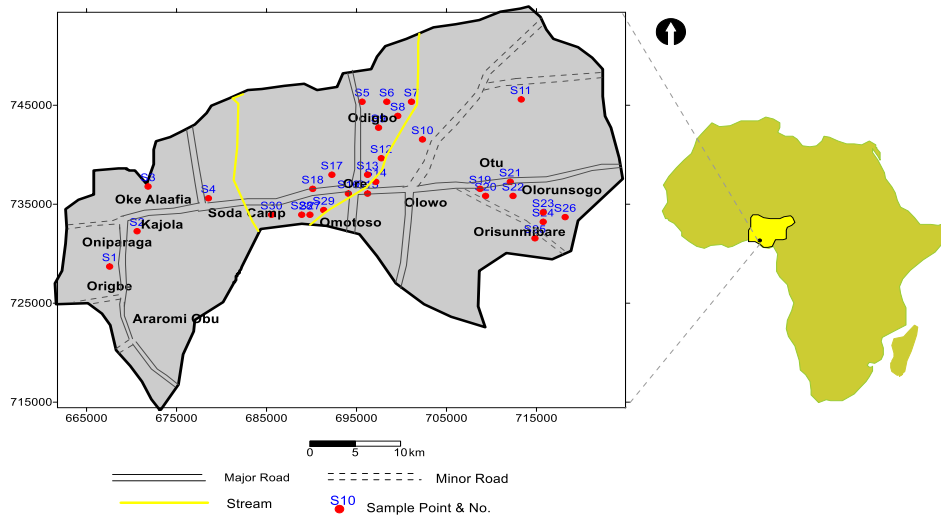 745000
735000
725000
715000
665000 675000 685000 695000 705000 715000
S5 S6 S7
S8
S11
Odigbo
S10
S12
S13
S14
S17
S18
S3
S4
Oke Alaafia
Soda Camp
S30
S29
S27
Omotoso
Ore
Olowo
Otu
S19
S20
S21
S22
Olorunsogo
S23
S24
S26
Orisunmibare
S25
S2
Kajola
Oniparaga
S1
Origbe
Araromi Obu
0 5 10 km
Major Road
Minor Road
Stream
S10
Sample Point & No.